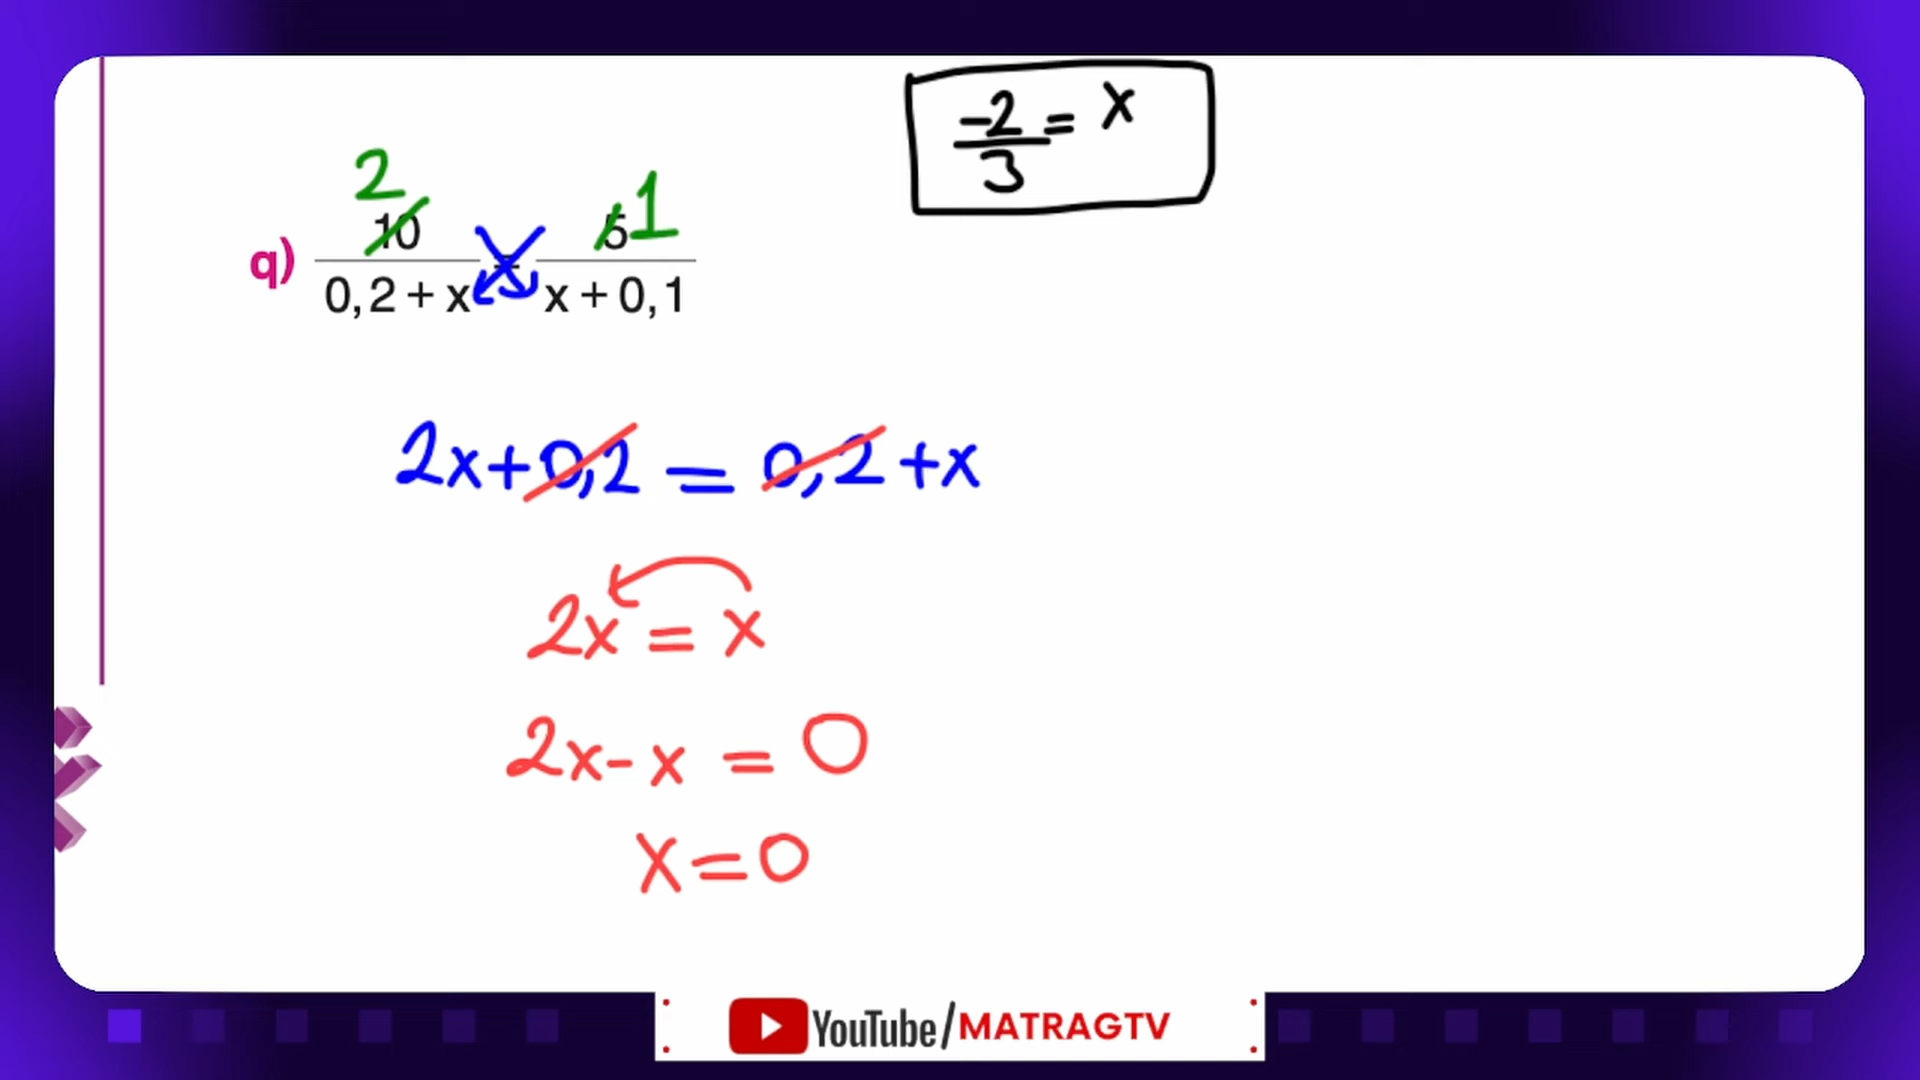 -2/3 = x
q) 10/(0,2 + x) = 5/(x + 0,1)
2 1
2x+0,2 = 0,2+x
2x = x
2x-x = 0
x=0
YouTube/MATRAGTV